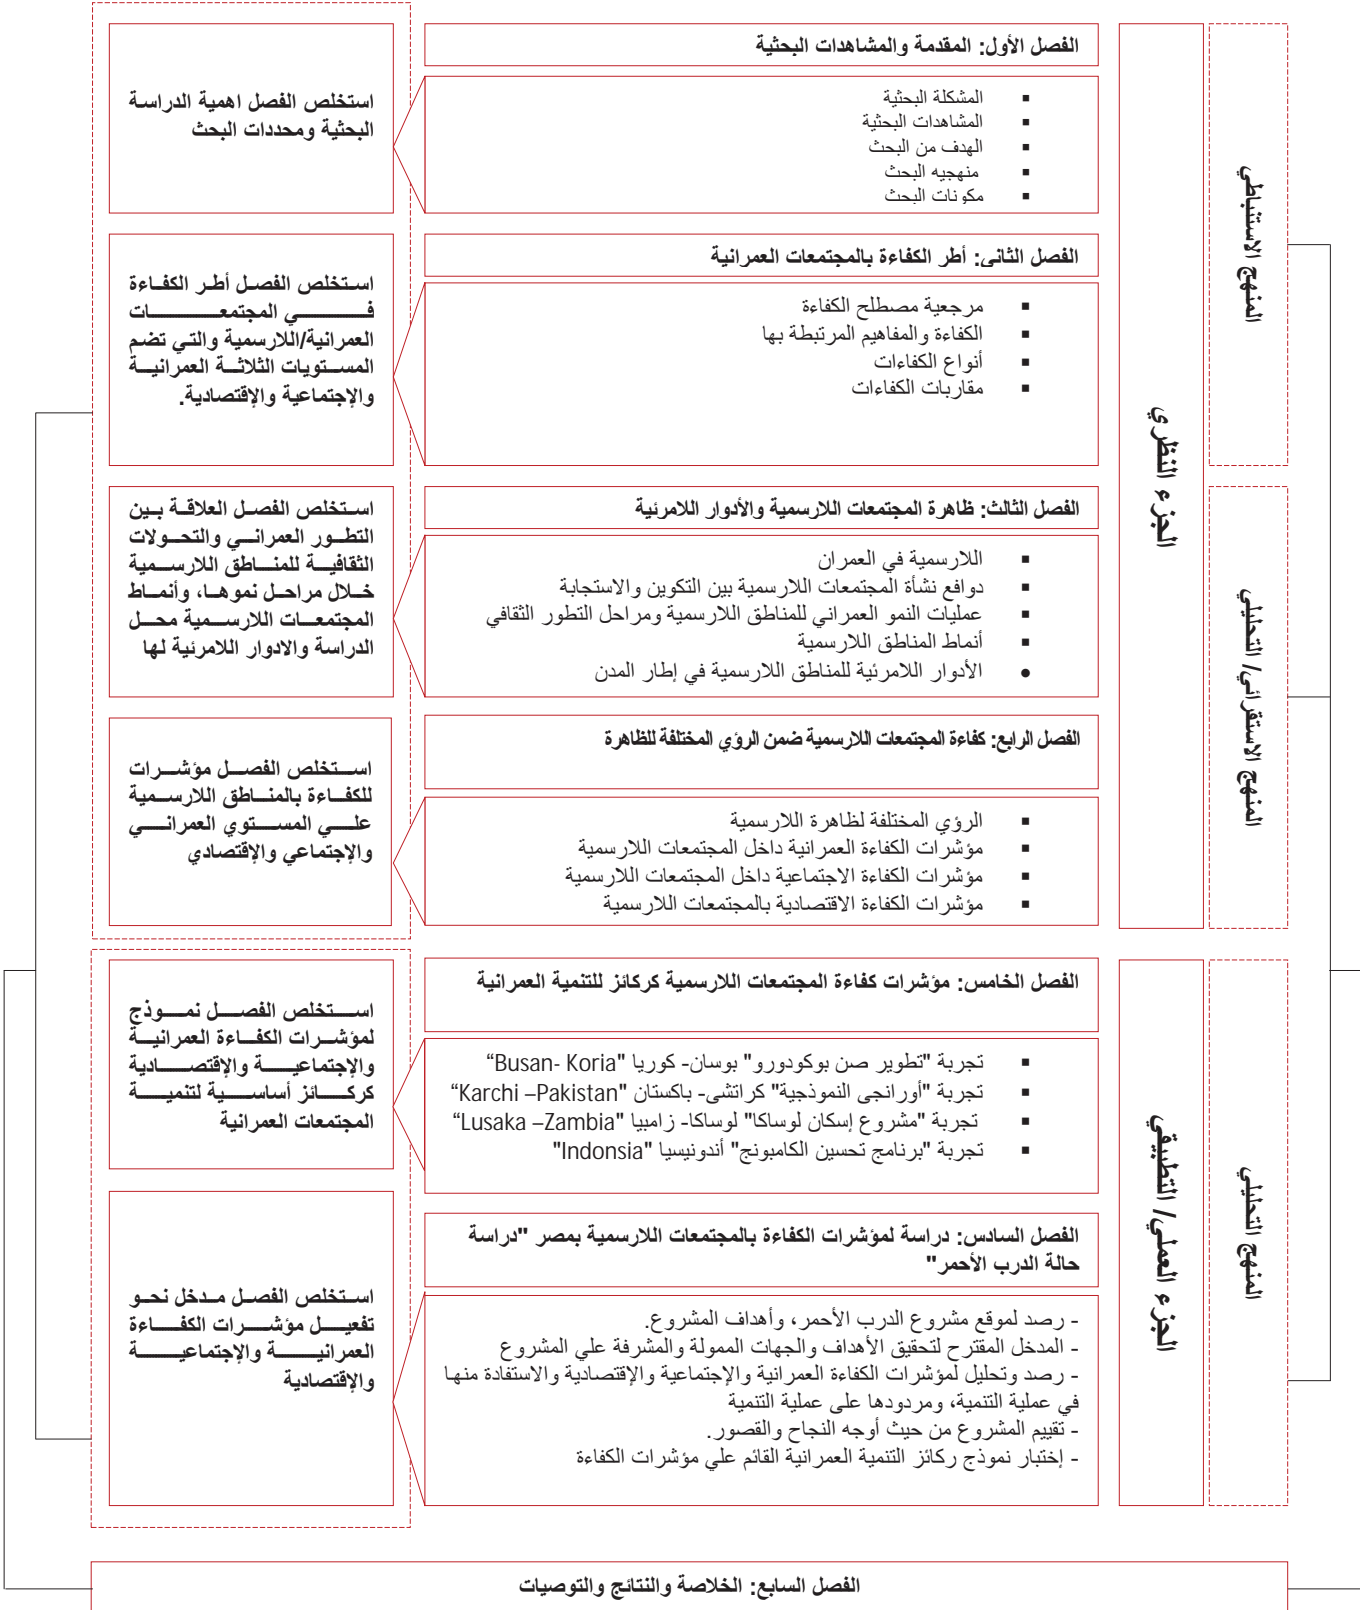 المنهج الاستنباطي
الجزء النظري
الفصل الأول: المقدمة والمشاهدات البحثية
▪ المشكلة البحثية
▪ المشاهدات البحثية
▪ الهدف من البحث
▪ منهجيه البحث
▪ مكونات البحث
استخلص الفصل اهمية الدراسة
البحثية ومحددات البحث
الفصل الثانى: أطر الكفاءة بالمجتمعات العمرانية
▪ مرجعية مصطلح الكفاءة
▪ الكفاءة والمفاهيم المرتبطة بها
▪ أنواع الكفاءات
▪ مقاربات الكفاءات
استخلص الفصل أطر الكفاءة
في المجتمعات
العمرانية/اللارسمية والتي تضم
المستويات الثلاثة العمرانية
والإجتماعية والإقتصادية.
المنهج الاستقرائي/ التحليلي
الفصل الثالث: ظاهرة المجتمعات اللارسمية والأدوار اللامرئية
▪ اللارسمية في العمران
▪ دوافع نشأة المجتمعات اللارسمية بين التكوين والاستجابة
▪ عمليات النمو العمراني للمناطق اللارسمية ومراحل التطور الثقافي
▪ أنماط المناطق اللارسمية
• الأدوار اللامرئية للمناطق اللارسمية في إطار المدن
استخلص الفصل العلاقة بين
التطور العمراني والتحولات
الثقافية للمناطق اللارسمية
خلال مراحل نموها، وأنماط
المجتمعات اللارسمية محل
الدراسة والادوار اللامرئية لها
الفصل الرابع: كفاءة المجتمعات اللارسمية ضمن الرؤي المختلفة للظاهرة
▪ الرؤي المختلفة لظاهرة اللارسمية
▪ مؤشرات الكفاءة العمرانية داخل المجتمعات اللارسمية
▪ مؤشرات الكفاءة الاجتماعية داخل المجتمعات اللارسمية
▪ مؤشرات الكفاءة الاقتصادية بالمجتمعات اللارسمية
استخلص الفصل مؤشرات
للكفاءة بالمناطق اللارسمية
علي المستوي العمراني
والإجتماعي والإقتصادي
المنهج التحليلي
الجزء العملي/ التطبيقي
الفصل الخامس: مؤشرات كفاءة المجتمعات اللارسمية كركائز للتنمية العمرانية
▪ تجربة "تطوير صن بوكودورو" بوسان- كوريا "Busan- Koria“
▪ تجربة "أورانجى النموذجية" كراتشى- باكستان "Karchi –Pakistan“
▪ تجربة "مشروع إسكان لوساكا" لوساكا- زامبيا "Lusaka –Zambia“
▪ تجربة "برنامج تحسين الكامبونج" أندونيسيا "Indonsia"
استخلص الفصل نموذج
لمؤشرات الكفاءة العمرانية
والإجتماعية والإقتصادية
كركائز أساسية لتنمية
المجتمعات العمرانية
الفصل السادس: دراسة لمؤشرات الكفاءة بالمجتمعات اللارسمية بمصر "دراسة
حالة الدرب الأحمر"
- رصد لموقع مشروع الدرب الأحمر، وأهداف المشروع.
- المدخل المقترح لتحقيق الأهداف والجهات الممولة والمشرفة علي المشروع
- رصد وتحليل لمؤشرات الكفاءة العمرانية والإجتماعية والإقتصادية والاستفادة منها
في عملية التنمية، ومردودها على عملية التنمية
- تقييم المشروع من حيث أوجه النجاح والقصور.
- إختبار نموذج ركائز التنمية العمرانية القائم علي مؤشرات الكفاءة
استخلص الفصل مدخل نحو
تفعيل مؤشرات الكفاءة
العمرانية والإجتماعية
والإقتصادية
الفصل السابع: الخلاصة والنتائج والتوصيات